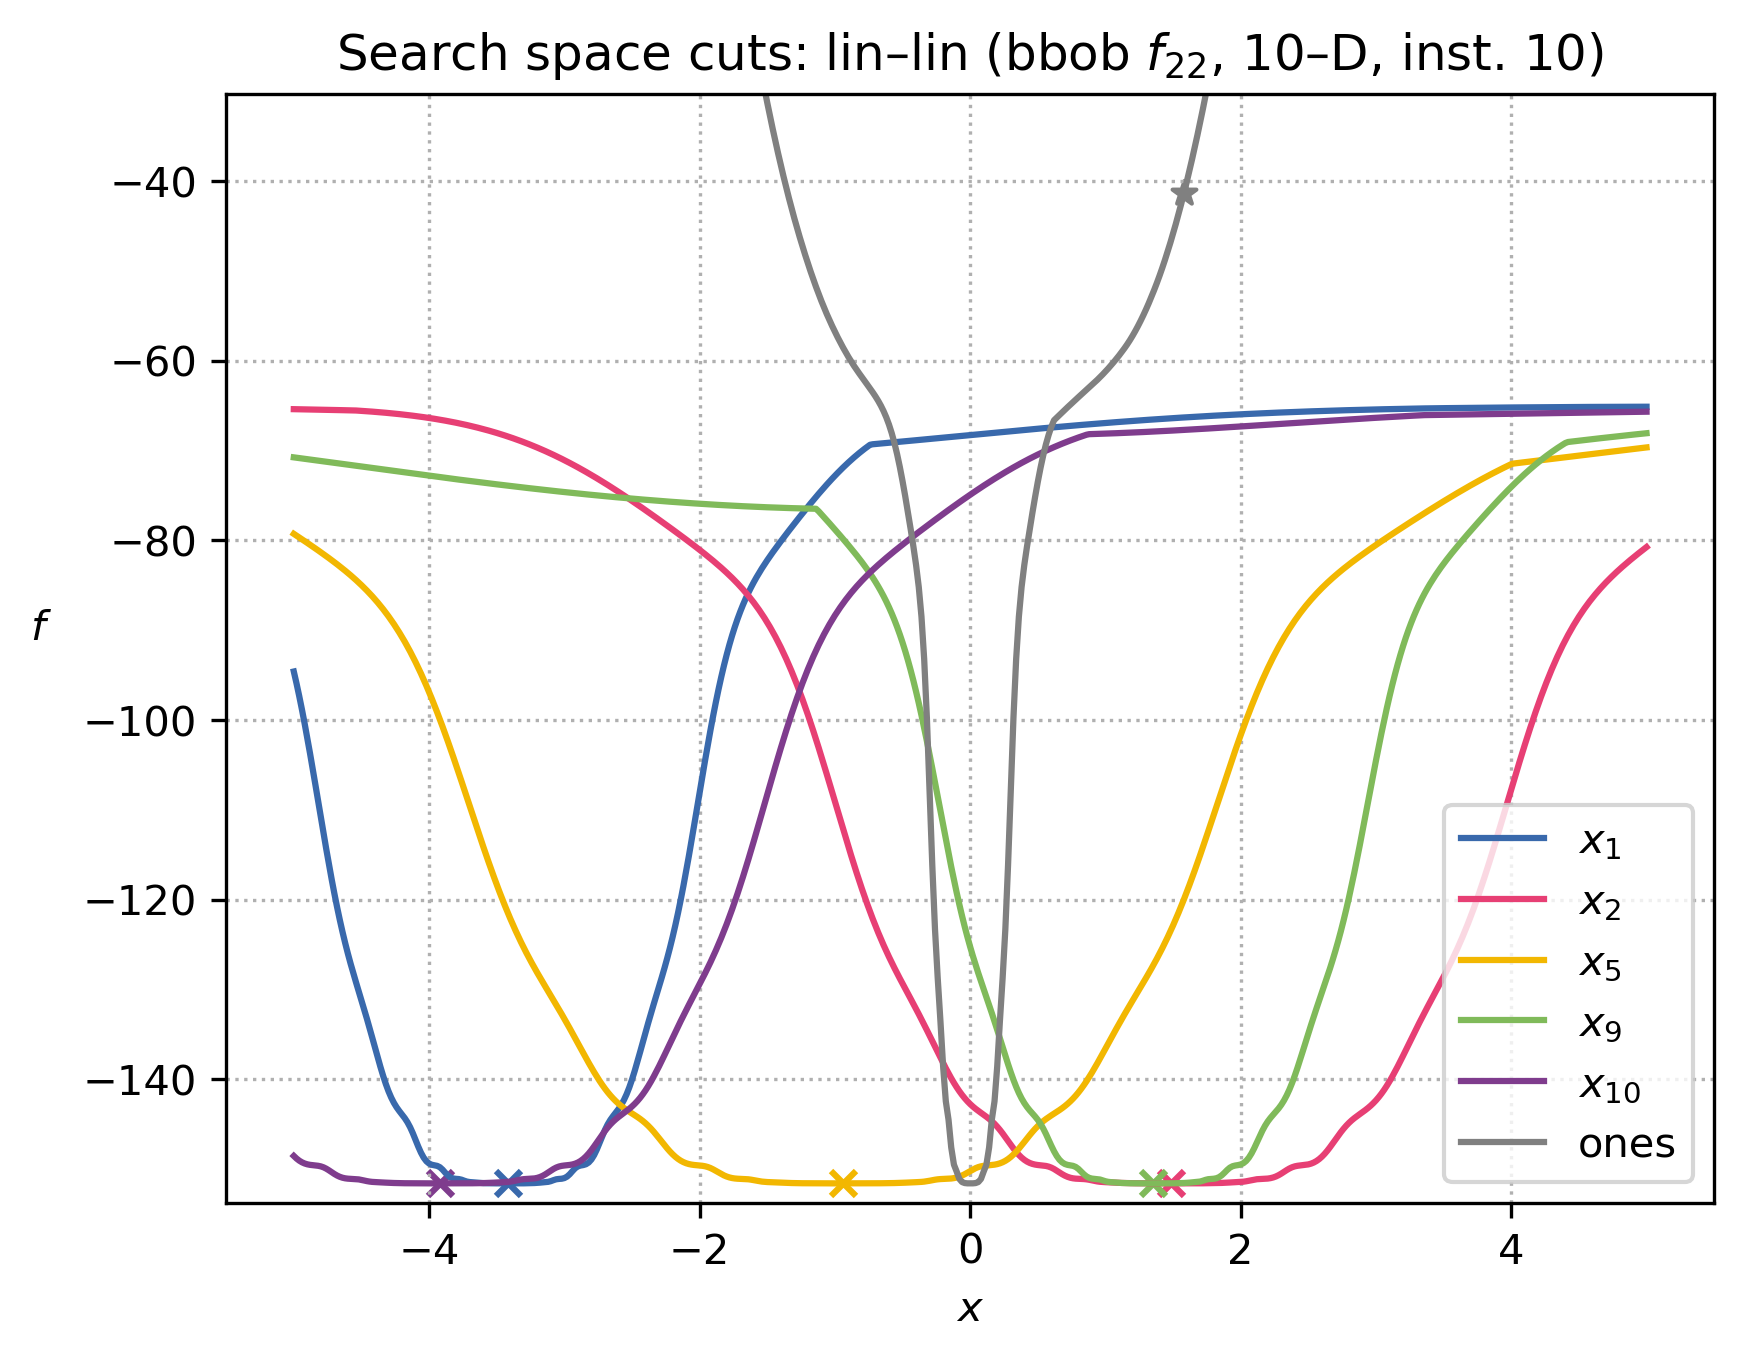 Search space cuts: lin–lin (bbob f₂₂, 10–D, inst. 10)
−40
−60
−80
−100
−120
−140
f
−4
−2
0
2
4
x
x₁
x₂
x₅
x₉
x₁₀
ones